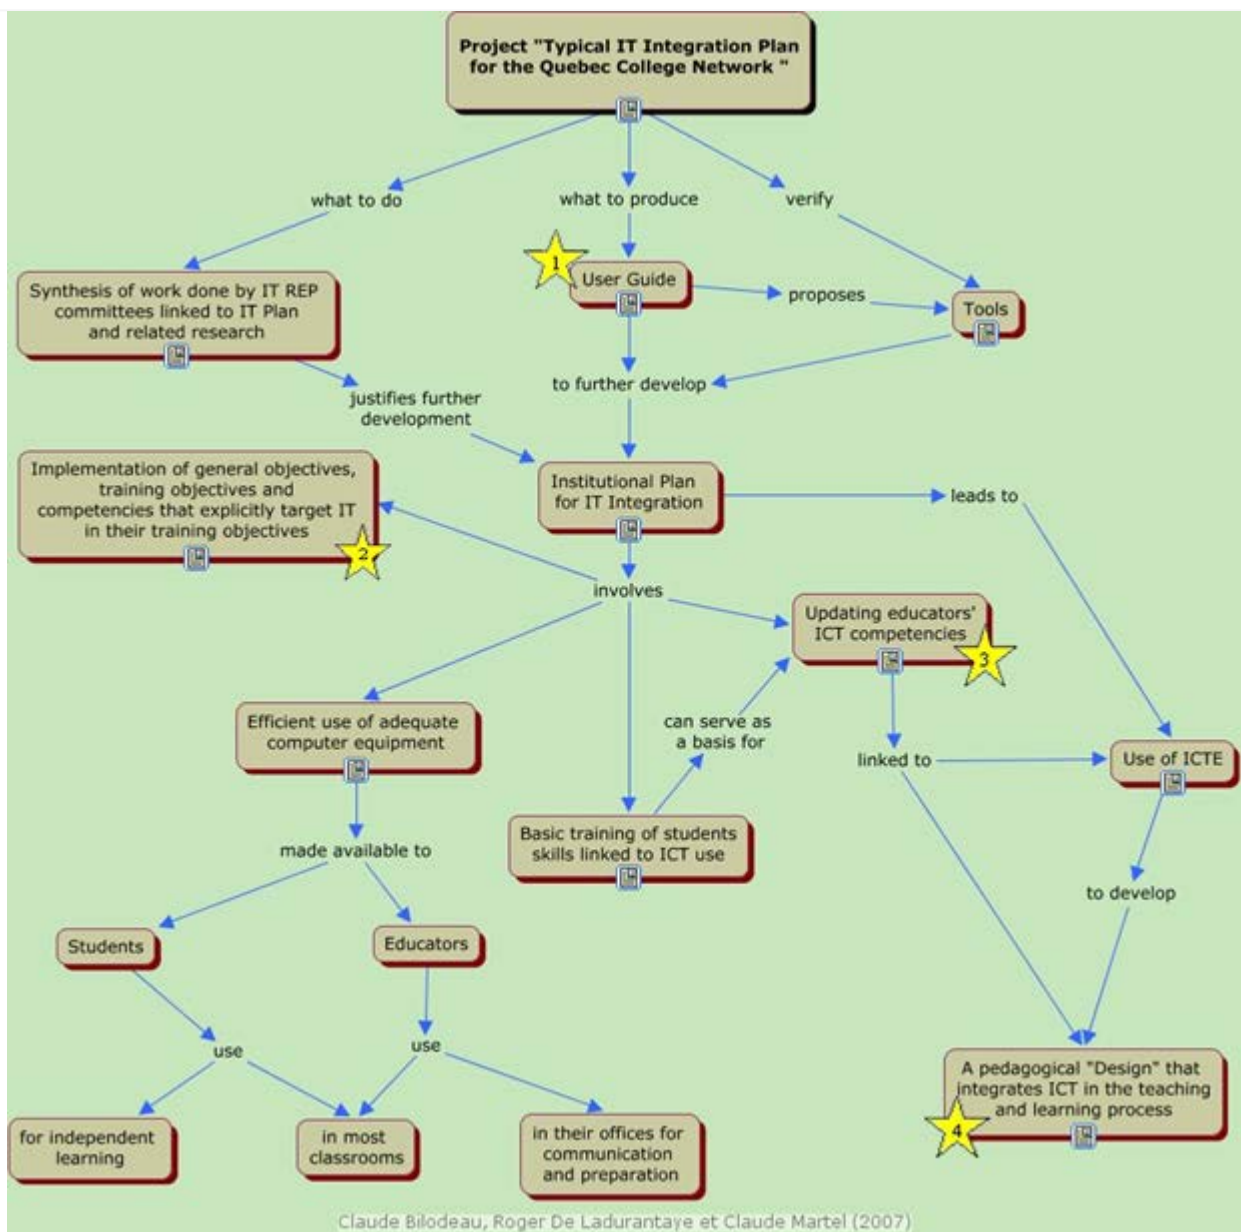 Project "Typical IT Integration Plan
for the Quebec College Network "
what to do
what to produce
verify
1
User Guide
proposes
Tools
Synthesis of work done by IT REP
committees linked to IT Plan
and related research
to further develop
justifies further
development
Implementation of general objectives,
training objectives and
competencies that explicitly target IT
in their training objectives
2
Institutional Plan
for IT Integration
leads to
involves
Updating educators'
ICT competencies
3
Efficient use of adequate
computer equipment
can serve as
a basis for
linked to
Use of ICTE
Basic training of students
skills linked to ICT use
made available to
to develop
Students
Educators
use
use
for independent
learning
in most
classrooms
in their offices for
communication
and preparation
A pedagogical "Design" that
integrates ICT in the teaching
and learning process
4
Claude Bilodeau, Roger De Ladurantaye et Claude Martel (2007)